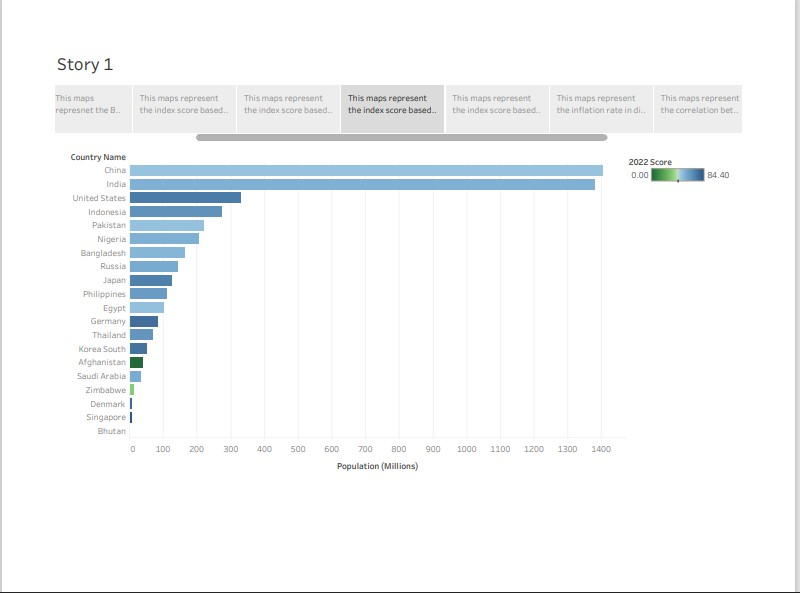 Story 1
This maps
represnet the B..
This maps represent
the index score based..
This maps represent
the index score based..
This maps represent
the index score based..
This maps represent
the index score based..
This maps represent
the inflation rate in di..
This maps represent
the correlation bet..
Country Name
China
India
United States
Indonesia
Pakistan
Nigeria
Bangladesh
Russia
Japan
Philippines
Egypt
Germany
Thailand
Korea South
Afghanistan
Saudi Arabia
Zimbabwe
Denmark
Singapore
Bhutan
0 100 200 300 400 500 600 700 800 900 1000 1100 1200 1300 1400
Population (Millions)
2022 Score
0.00 84.40